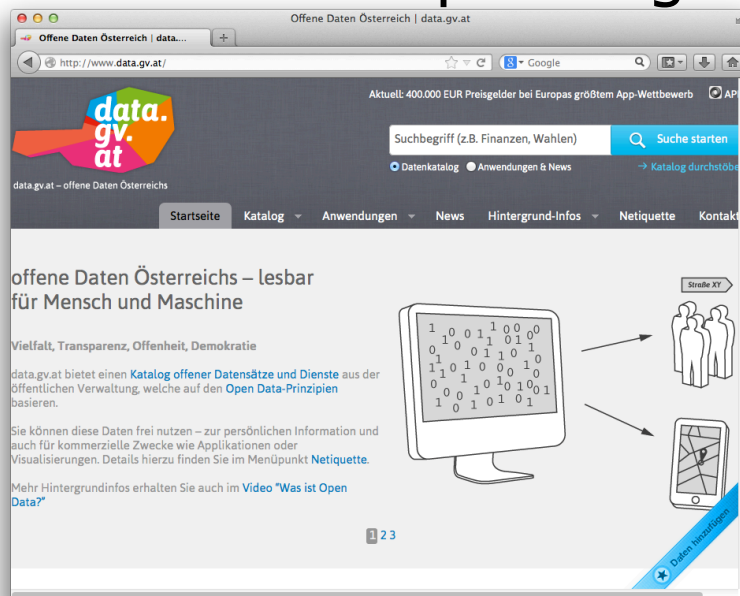 Offene Daten Österreich | data.gv.at
Offene Daten Österreich | data....
http://www.data.gv.at/
Google
Aktuell: 400.000 EUR Preisgelder bei Europas größtem App-Wettbewerb
data.
gv.
at
Suchbegriff (z.B. Finanzen, Wahlen)
Suche starten
Datenkatalog
Anwendungen & News
→ Katalog durchstöbe
data.gv.at – offene Daten Österreichs
Startseite
Katalog
Anwendungen
News
Hintergrund-Infos
Netiquette
Kontakt
offene Daten Österreichs – lesbar
für Mensch und Maschine
Straße XY
Vielfalt, Transparenz, Offenheit, Demokratie
data.gv.at bietet einen Katalog offener Datensätze und Dienste aus der
öffentlichen Verwaltung, welche auf den Open Data-Prinzipien
basieren.
Sie können diese Daten frei nutzen – zur persönlichen Information und
auch für kommerzielle Zwecke wie Applikationen oder
Visualisierungen. Details hierzu finden Sie im Menüpunkt Netiquette.
Mehr Hintergrundinfos erhalten Sie auch im Video "Was ist Open
Data?"
1 2 3
Daten hinzufügen